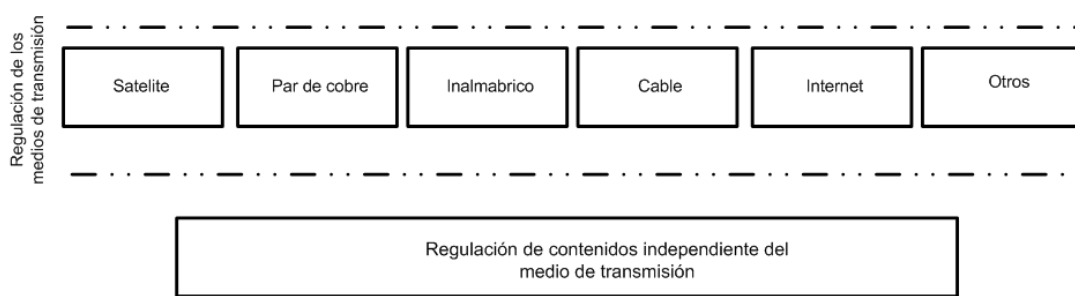 Regulación de los
medios de transmisión
Satelite
Par de cobre
Inalmabrico
Cable
Internet
Otros
Regulación de contenidos independiente del
medio de transmisión